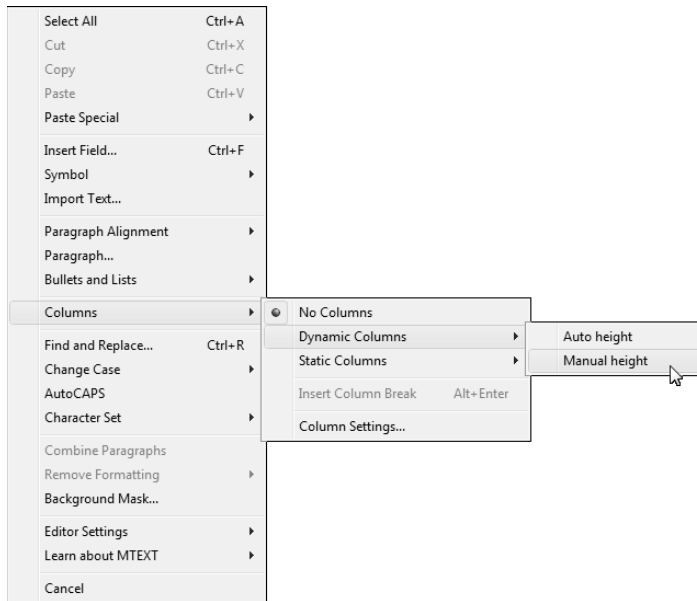 Select All Ctrl+A
Cut Ctrl+X
Copy Ctrl+C
Paste Ctrl+V
Paste Special
Insert Field... Ctrl+F
Symbol
Import Text...
Paragraph Alignment
Paragraph...
Bullets and Lists
Columns
Find and Replace... Ctrl+R
Change Case
AutoCAPS
Character Set
Combine Paragraphs
Remove Formatting
Background Mask...
Editor Settings
Learn about MTEXT
Cancel
No Columns
Dynamic Columns
Static Columns
Insert Column Break Alt+Enter
Column Settings...
Auto height
Manual height